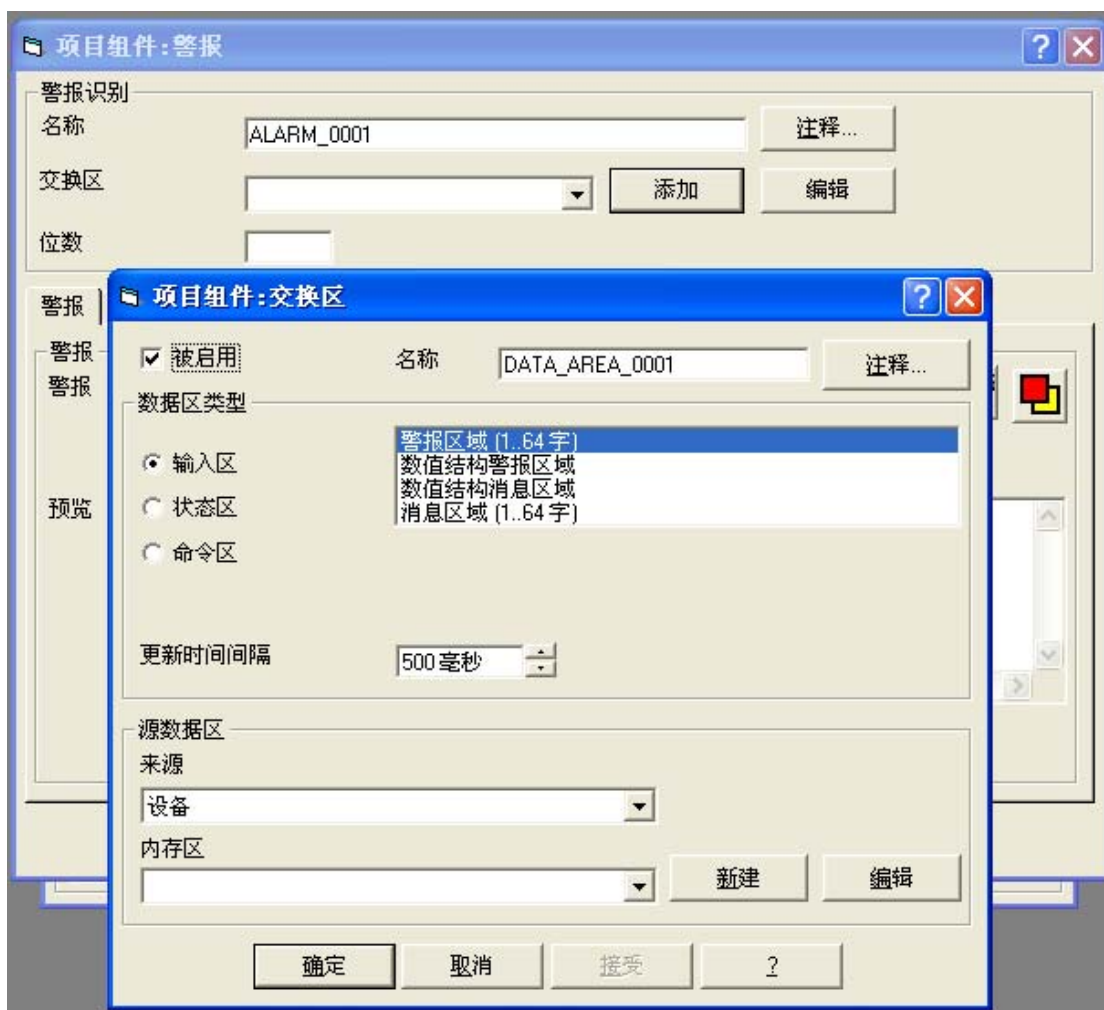 项目组件:警报
警报识别
名称
ALARM_0001
注释...
交换区
添加
编辑
位数
警报
警报
警报
预览
项目组件:交换区
被启用
名称
DATA_AREA_0001
注释...
数据区类型
输入区
状态区
命令区
警报区域 (1..64 字)
数值结构警报区域
数值结构消息区域
消息区域 (1..64 字)
更新时间间隔
500 毫秒
源数据区
来源
设备
内存区
新建
编辑
确定
取消
接受
?